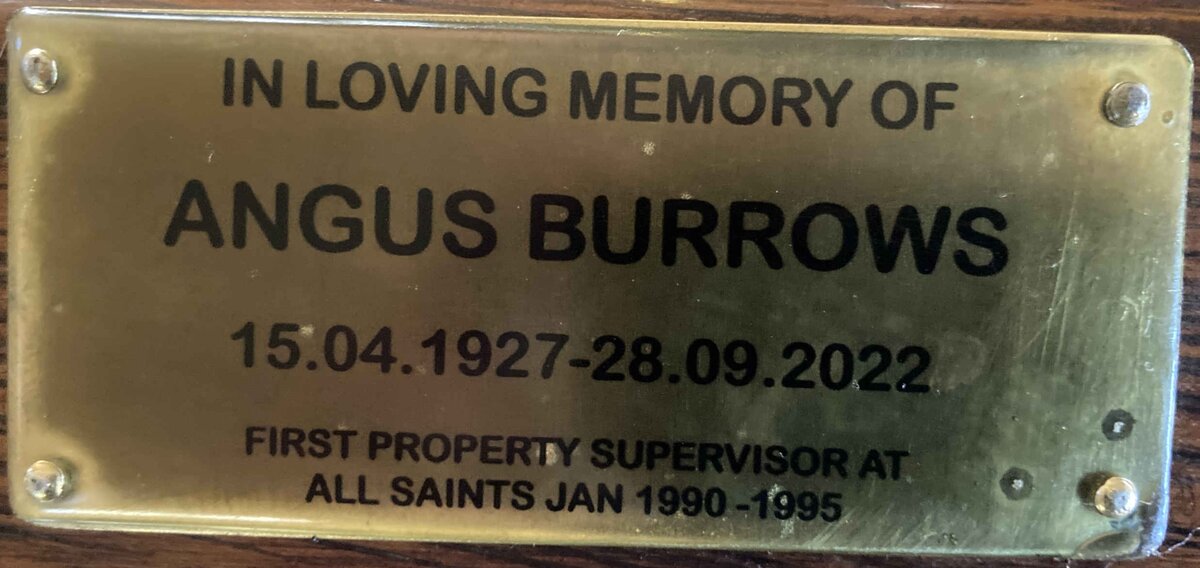 IN LOVING MEMORY OF
ANGUS BURROWS
15.04.1927-28.09.2022
FIRST PROPERTY SUPERVISOR AT
ALL SAINTS JAN 1990 -1995